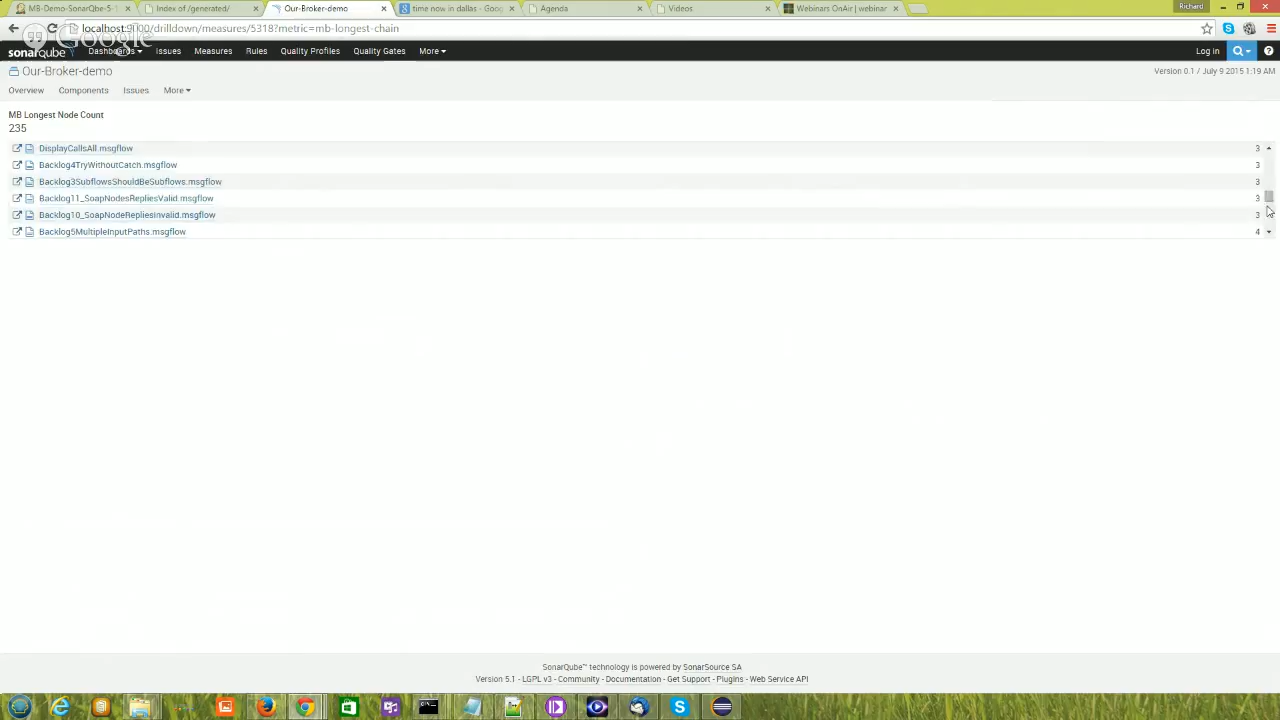 MB-Demo-SonarQbe-5-1
Index of /generated/
Our-Broker-demo
time now in dallas - Goo
Agenda
Videos
Webinars OnAir | webinar
Richard
localhost:9000/drilldown/measures/5318?metric=mb-longest-chain
Google
sonarqube
Dashboards
Issues
Measures
Rules
Quality Profiles
Quality Gates
More
Log in
Our-Broker-demo
Version 0.1 / July 9 2015 1:19 AM
Overview
Components
Issues
More
MB Longest Node Count
235
DisplayCallsAll.msgflow 3
Backlog4TryWithoutCatch.msgflow 3
Backlog3SubflowsShouldBeSubflows.msgflow 3
Backlog11_SoapNodesRepliesValid.msgflow 3
Backlog10_SoapNodeRepliesInvalid.msgflow 3
Backlog5MultipleInputPaths.msgflow 4
SonarQube™ technology is powered by SonarSource SA
Version 5.1 - LGPL v3 - Community - Documentation - Get Support - Plugins - Web Service API